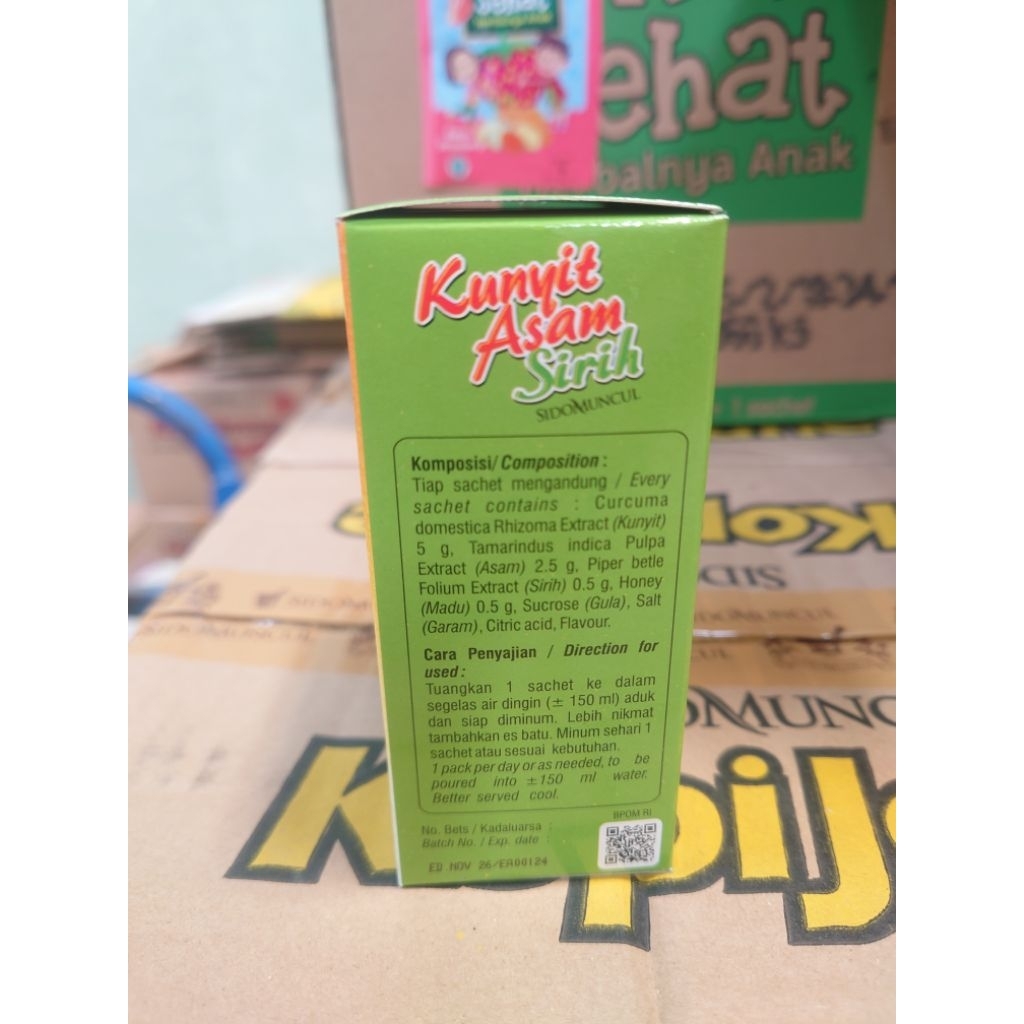 Sehat
ehat
balnya Anak
Kunyit
Asam
Sirih
SIDOMUNCUL
Komposisi/ Composition :
Tiap sachet mengandung / Every
sachet contains : Curcuma
domestica Rhizoma Extract (Kunyit)
5 g, Tamarindus indica Pulpa
Extract (Asam) 2.5 g, Piper betle
Folium Extract (Sirih) 0.5 g, Honey
(Madu) 0.5 g, Sucrose (Gula), Salt
(Garam), Citric acid, Flavour.
Cara Penyajian / Direction for
used :
Tuangkan 1 sachet ke dalam
segelas air dingin (± 150 ml) aduk
dan siap diminum. Lebih nikmat
tambahkan es batu. Minum sehari 1
sachet atau sesuai kebutuhan.
1 pack per day or as needed, to be
poured into ±150 ml water.
Better served cool.
BPOM RI
No. Bets / Kadaluarsa :
Batch No. / Exp. date :
ED NOV 26/EA00124
SIDOMUNCUL
OMUNC
KopiJa